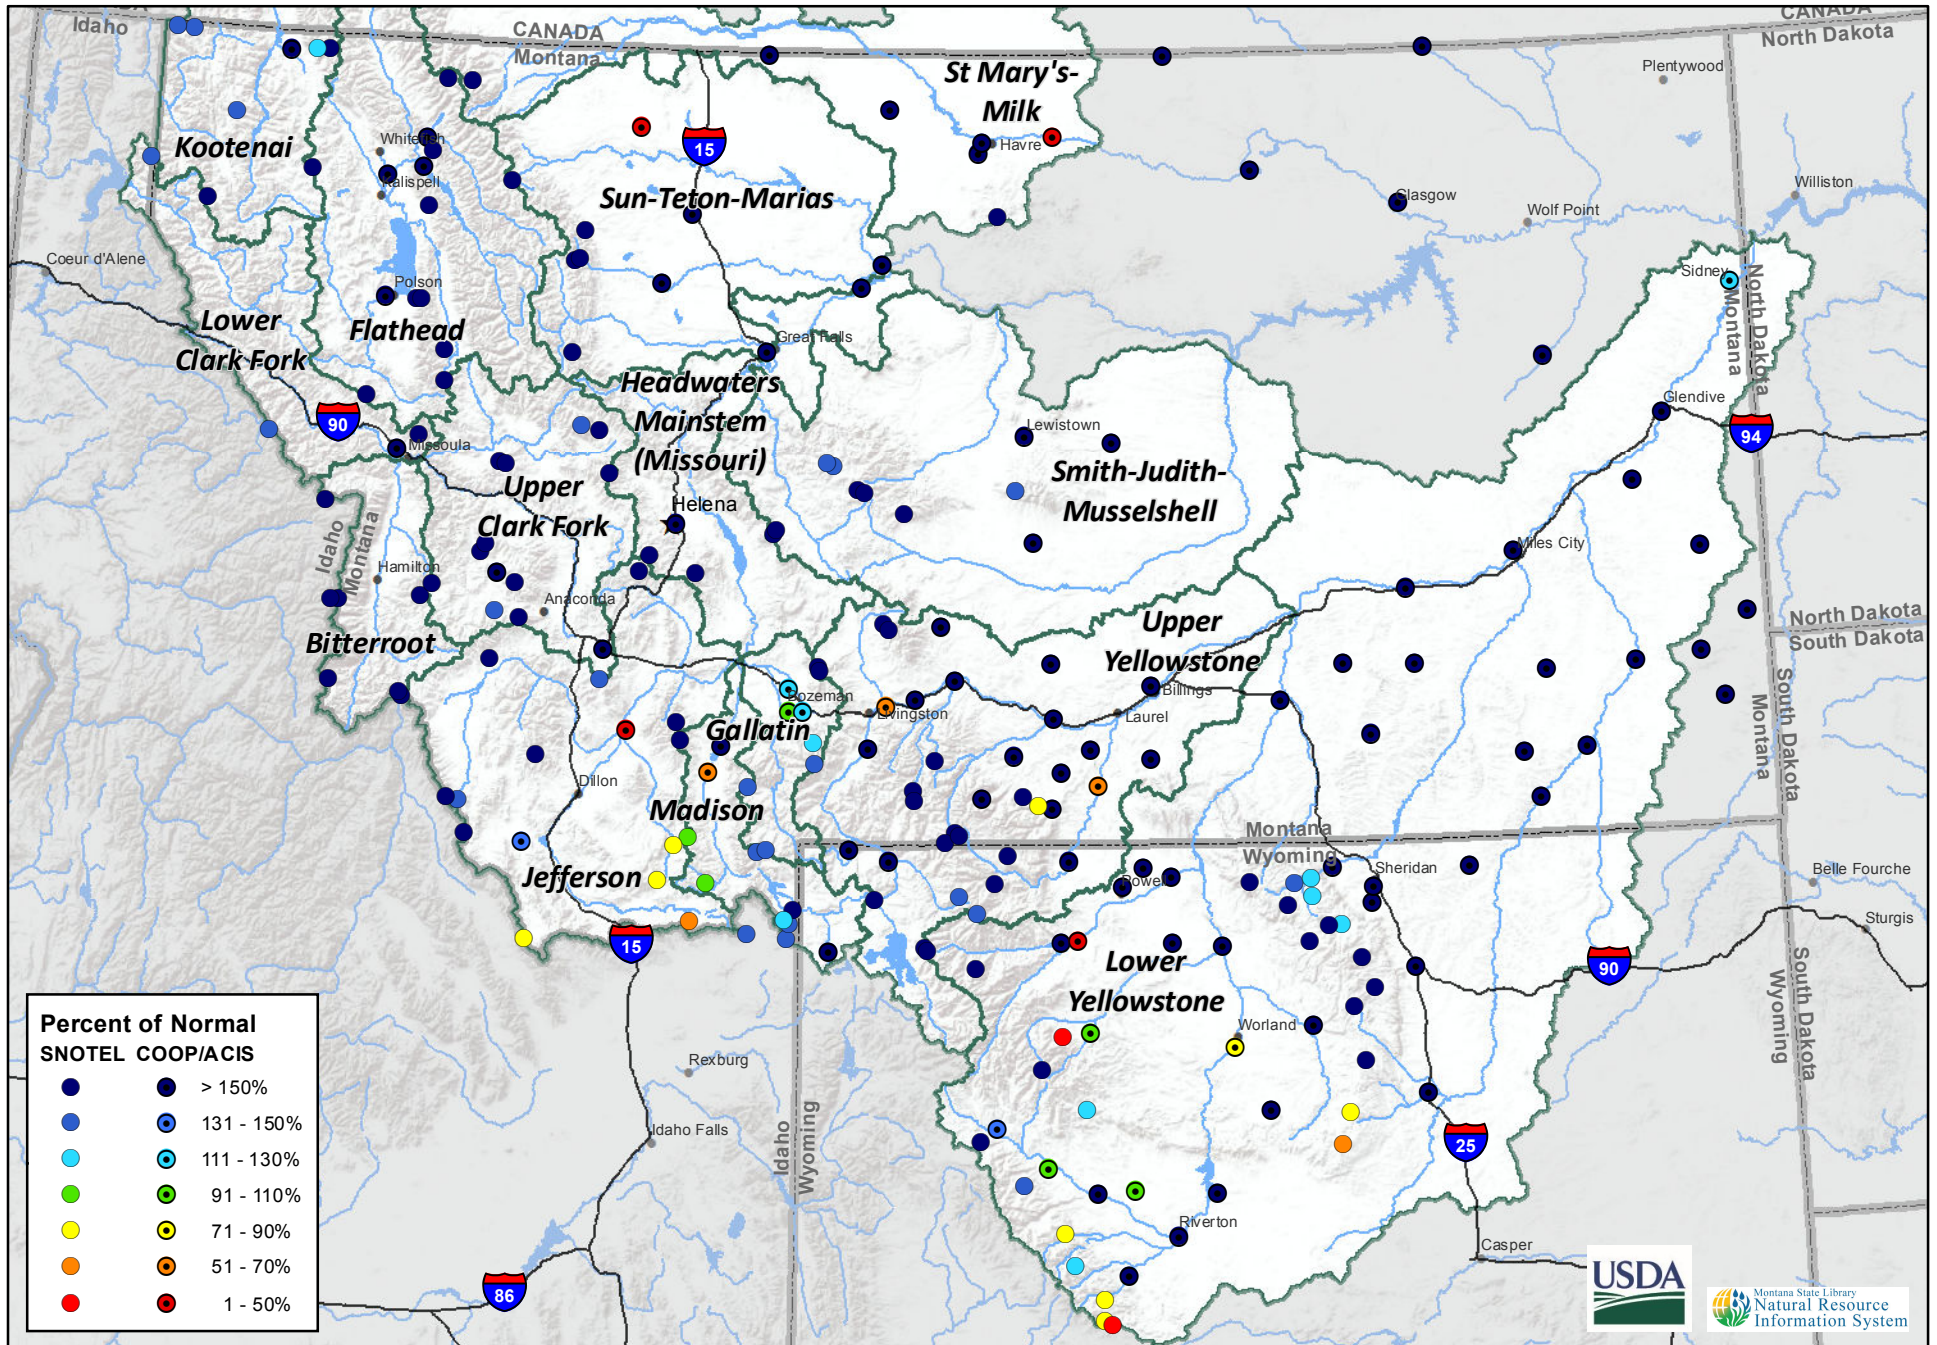 CANADA
Idaho
CANADA
Montana
CANADA
North Dakota
St Mary's-
Milk
Plentywood
Kootenai
Whitefish
15
Havre
Kalispell
Sun-Teton-Marias
Glasgow
Wolf Point
Williston
Coeur d'Alene
Polson
Sidney
North Dakota
Montana
Lower
Clark Fork
Flathead
Great Falls
Headwaters
Mainstem
(Missouri)
Glendive
90
Missoula
Lewistown
94
Upper
Clark Fork
Helena
Smith-Judith-
Musselshell
Idaho
Montana
Hamilton
Miles City
Anaconda
Bitterroot
Upper
Yellowstone
North Dakota
South Dakota
Bozeman
Billings
Livingston
Laurel
Gallatin
South Dakota
Montana
Dillon
Madison
Montana
Wyoming
Jefferson
Powell
Sheridan
Belle Fourche
15
Sturgis
Lower
Yellowstone
90
South Dakota
Wyoming
Percent of Normal
SNOTEL COOP/ACIS
> 150%
131 - 150%
111 - 130%
91 - 110%
71 - 90%
51 - 70%
1 - 50%
Worland
Rexburg
Idaho Falls
Idaho
Wyoming
25
Riverton
Casper
86
USDA
Montana State Library
Natural Resource
Information System